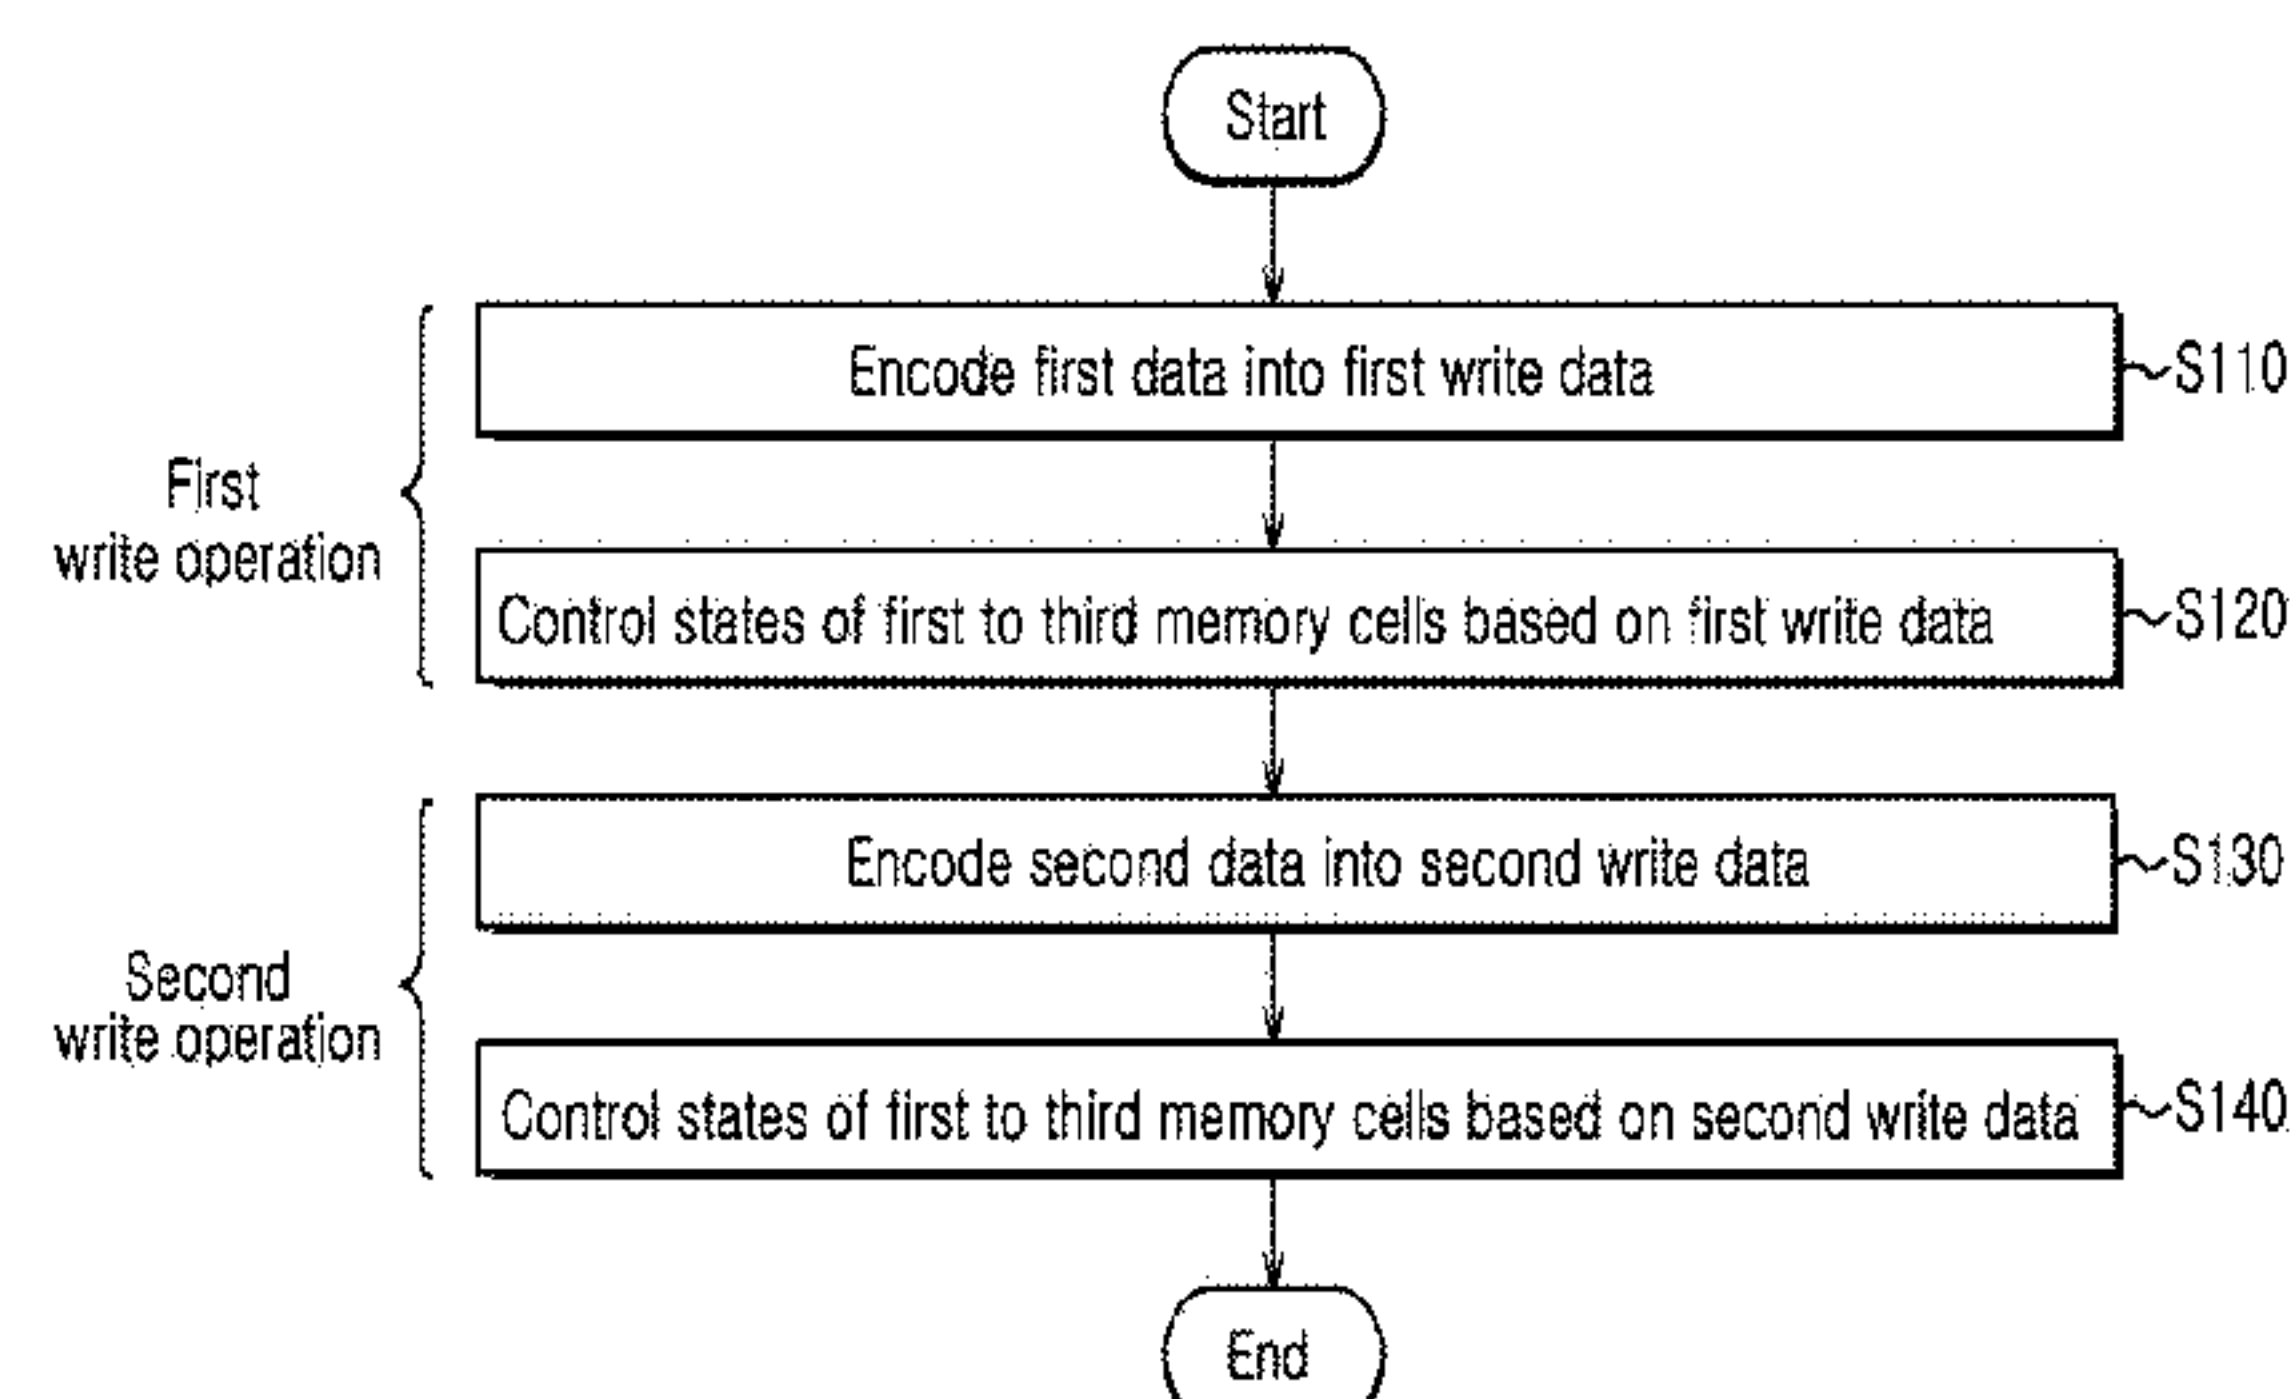 Start
Encode first data into first write data
S110
First
write operation
Control states of first to third memory cells based on first write data
S120
Encode second data into second write data
S130
Second
write operation
Control states of first to third memory cells based on second write data
S140
End